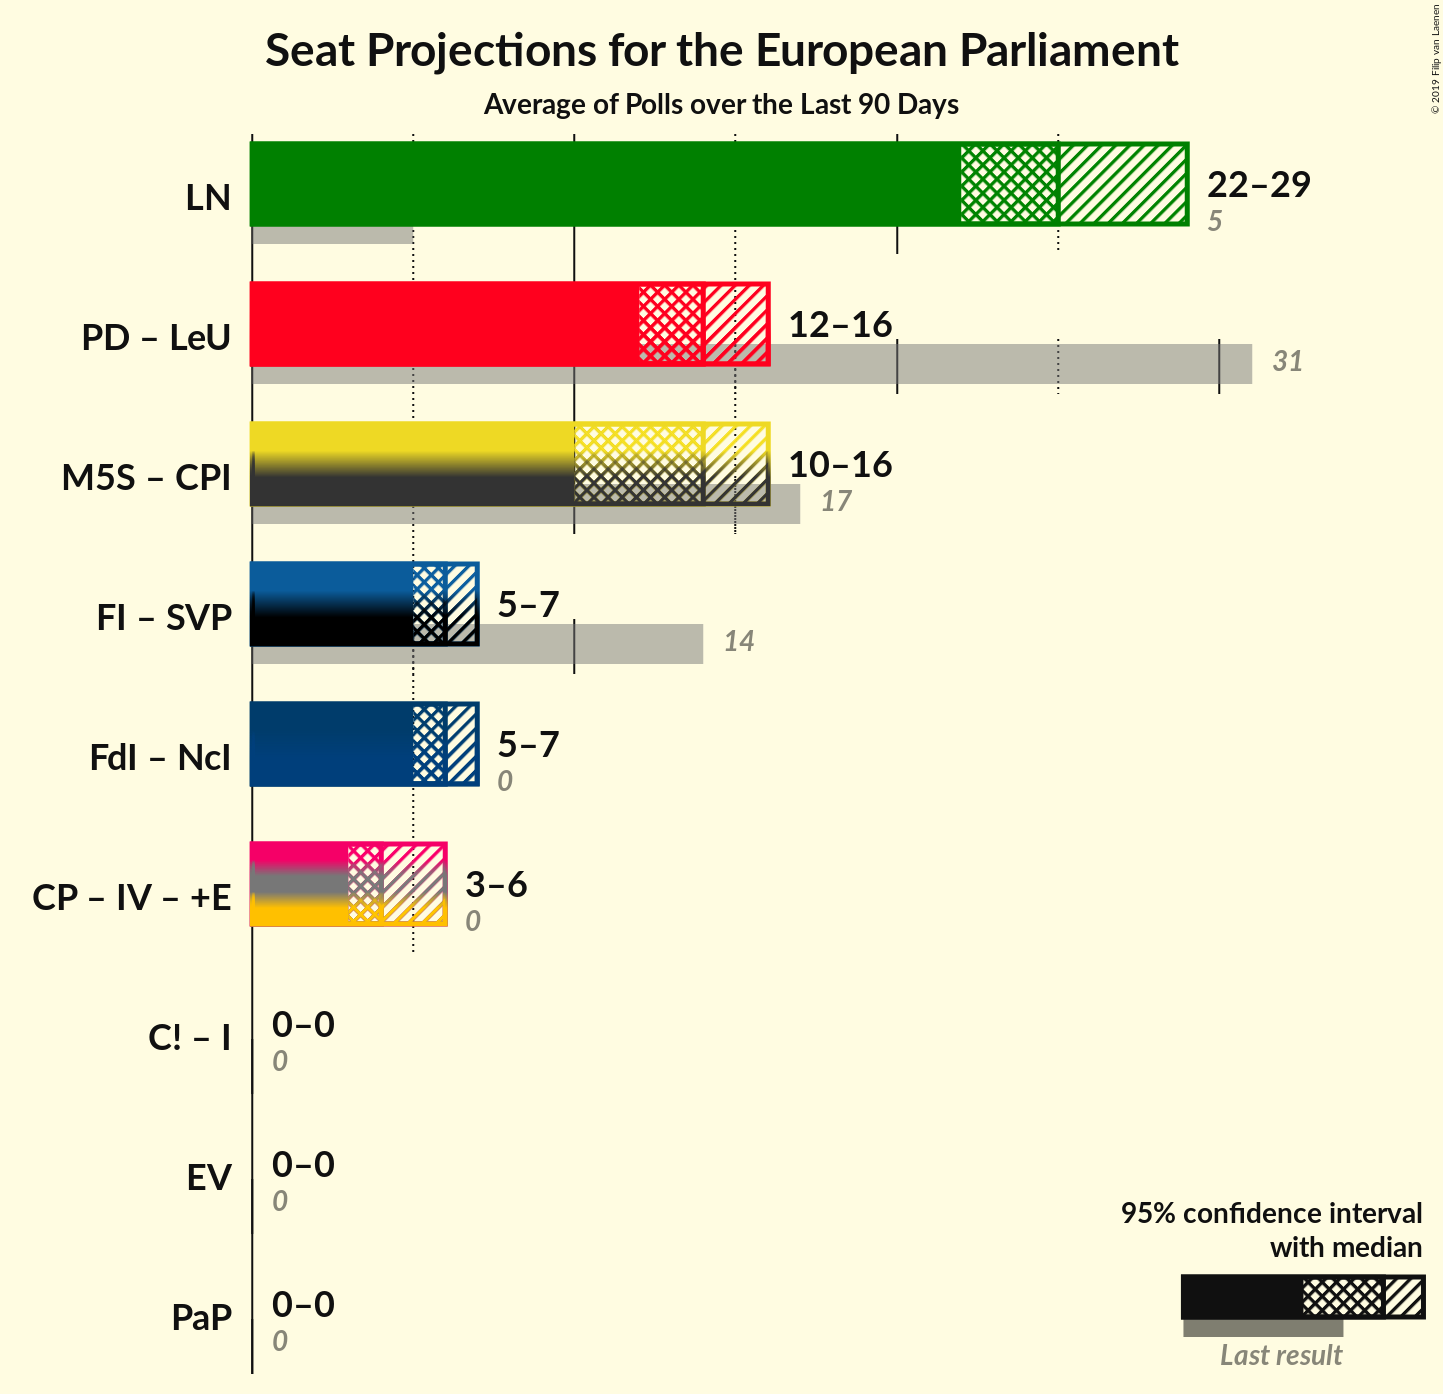 Seat Projections for the European Parliament
Average of Polls over the Last 90 Days
© 2019 Filip van Laenen
LN
22–29
5
PD – LeU
12–16
31
M5S – CPI
10–16
17
FI – SVP
5–7
14
FdI – NcI
5–7
0
CP – IV – +E
3–6
0
C! – I
0–0
0
EV
0–0
0
PaP
0–0
0
95% confidence interval
with median
Last result